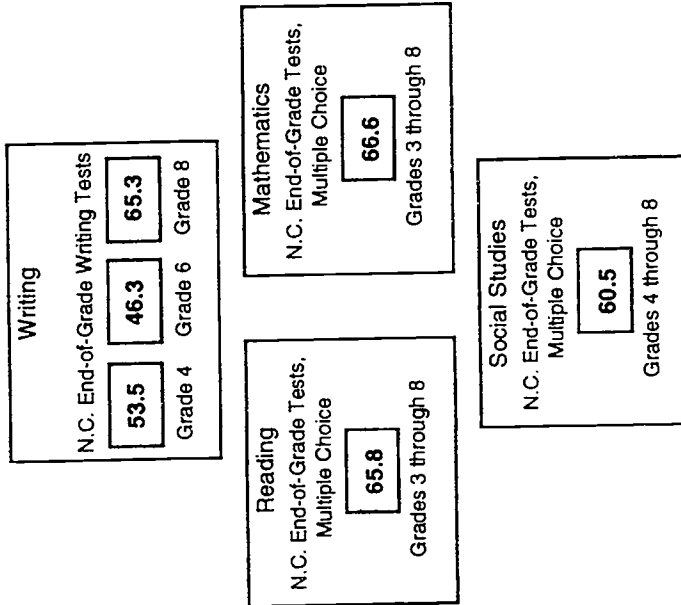 Writing
N.C. End-of-Grade Writing Tests
53.5 46.3 65.3
Grade 4 Grade 6 Grade 8
Reading
N.C. End-of-Grade Tests,
Multiple Choice
65.8
Grades 3 through 8
Mathematics
N.C. End-of-Grade Tests,
Multiple Choice
66.6
Grades 3 through 8
Social Studies
N.C. End-of-Grade Tests,
Multiple Choice
60.5
Grades 4 through 8